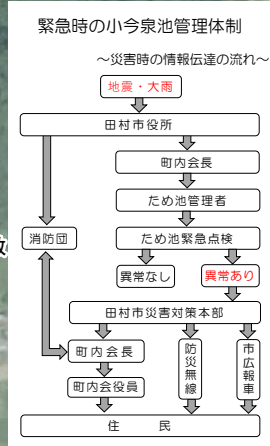 緊急時の小今泉池管理体制
～災害時の情報伝達の流れ～
地震・大雨
田村市役所
町内会長
ため池管理者
消防団
ため池緊急点検
異常なし
異常あり
田村市災害対策本部
町内会長
防災無線
市広報車
町内会役員
住　民